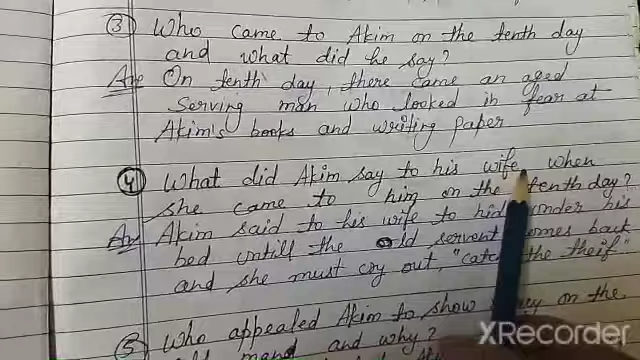 ③ Who came to Akim on the tenth day
and what did he say?
Ans On tenth day, there came an aged
Serving man who looked in fear at
Akim's books and writing paper
④ What did Akim say to his wife when
she came to him on the tenth day?
Ans Akim said to his wife to hid under his
bed untill the old servent comes back
and she must cry out, "catch the theif"
⑤ Who appealed Akim to show on the
and why?
XRecorder